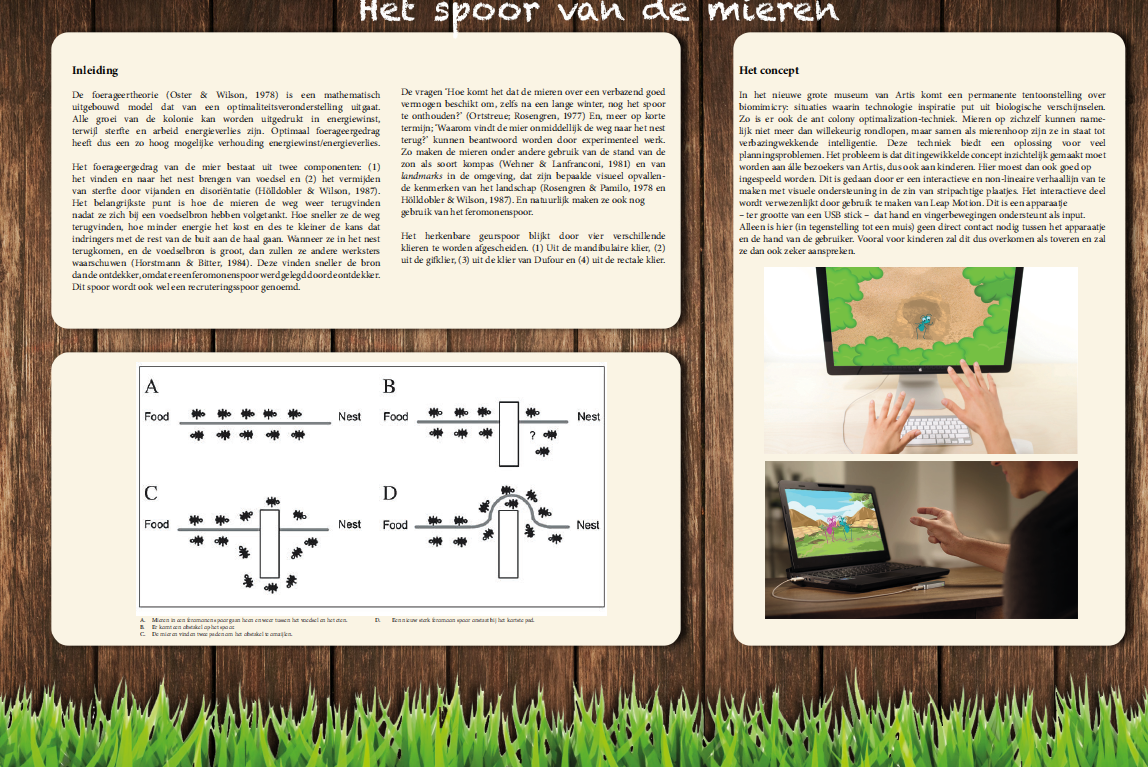 Het spoor van de mieren
Inleiding
De foerageertheorie (Oster & Wilson, 1978) is een mathematisch
uitgebouwd model dat van een optimaliteitsveronderstelling uitgaat.
Alle groei van de kolonie kan worden uitgedrukt in energiewinst,
terwijl sterfte en arbeid energieverlies zijn. Optimaal foerageergedrag
heeft dus een zo hoog mogelijke verhouding energiewinst/energieverlies.
Het foerageergedrag van de mier bestaat uit twee componenten: (1)
het vinden en naar het nest brengen van voedsel en (2) het vermijden
van sterfte door vijanden en disoriëntatie (Hölldobler & Wilson, 1987).
Het belangrijkste punt is hoe de mieren de weg weer terugvinden
nadat ze zich bij een voedselbron hebben volgetankt. Hoe sneller ze de weg
terugvinden, hoe minder energie het kost en des te kleiner de kans dat
indringers met de rest van de buit aan de haal gaan. Wanneer ze in het nest
terugkomen, en de voedselbron is groot, dan zullen ze andere werksters
waarschuwen (Horstmann & Bitter, 1984). Deze vinden sneller de bron
dan de ontdekker, omdat er een feromonenspoor werd gelegd door de ontdekker.
Dit spoor wordt ook wel een recruteringsspoor genoemd.
De vragen 'Hoe komt het dat de mieren over een verbazend goed
vermogen beschikt om, zelfs na een lange winter, nog het spoor
te onthouden?' (Ortstreue; Rosengren, 1977) En, meer op korte
termijn; 'Waarom vindt de mier onmiddellijk de weg naar het nest
terug?' kunnen beantwoord worden door experimenteel werk.
Zo maken de mieren onder andere gebruik van de stand van de
zon als soort kompas (Wehner & Lanfranconi, 1981) en van
landmarks in de omgeving, dat zijn bepaalde visueel opvallen-
de kenmerken van het landschap (Rosengren & Pamilo, 1978 en
Hölldobler & Wilson, 1987). En natuurlijk maken ze ook nog
gebruik van het feromonenspoor.
Het herkenbare geurspoor blijkt door vier verschillende
klieren te worden afgescheiden. (1) Uit de mandibulaire klier, (2)
uit de gifklier, (3) uit de klier van Dufour en (4) uit de rectale klier.
A
Food
Nest
B
Food
?
Nest
C
Food
Nest
D
Food
Nest
A. Mieren in een feromonen spoor gaan heen en weer tussen het voedsel en het eten.
B. Er komt een obstakel op het spoor.
C. De mieren vinden twee paden om het obstakel te omzeilen.
D. Een nieuw sterk feromoon spoor ontstaat bij het kortste pad.
Het concept
In het nieuwe grote museum van Artis komt een permanente tentoonstelling over
biomimicry: situaties waarin technologie inspiratie put uit biologische verschijnselen.
Zo is er ook de ant colony optimalization-techniek. Mieren op zichzelf kunnen name-
lijk niet meer dan willekeurig rondlopen, maar samen als mierenhoop zijn ze in staat tot
verbazingwekkende intelligentie. Deze techniek biedt een oplossing voor veel
planningsproblemen. Het probleem is dat dit ingewikkelde concept inzichtelijk gemaakt moet
worden aan álle bezoekers van Artis, dus ook aan kinderen. Hier moest dan ook goed op
ingespeeld worden. Dit is gedaan door er een interactieve en non-lineaire verhaallijn van te
maken met visuele ondersteuning in de zin van stripachtige plaatjes. Het interactieve deel
wordt verwezenlijkt door gebruik te maken van Leap Motion. Dit is een apparaatje
– ter grootte van een USB stick – dat hand en vingerbewegingen ondersteunt als input.
Alleen is hier (in tegenstelling tot een muis) geen direct contact nodig tussen het apparaatje
en de hand van de gebruiker. Vooral voor kinderen zal dit dus overkomen als toveren en zal
ze dan ook zeker aanspreken.